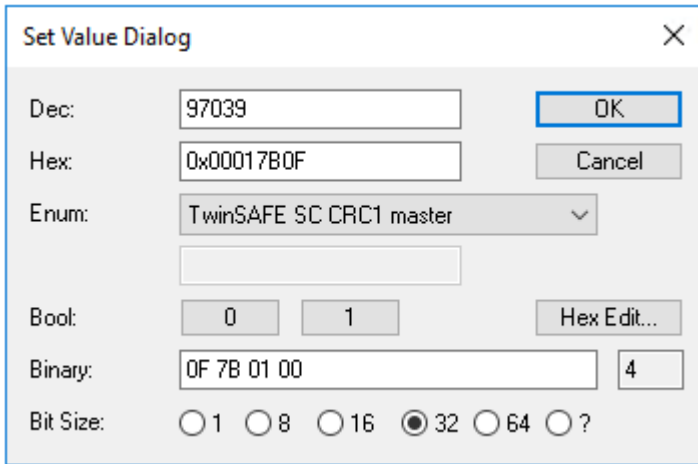 Set Value Dialog
Dec: 97039 OK
Hex: 0x00017B0F Cancel
Enum: TwinSAFE SC CRC1 master
Bool: 0 1 Hex Edit...
Binary: 0F 7B 01 00 4
Bit Size: 1 8 16 32 64 ?